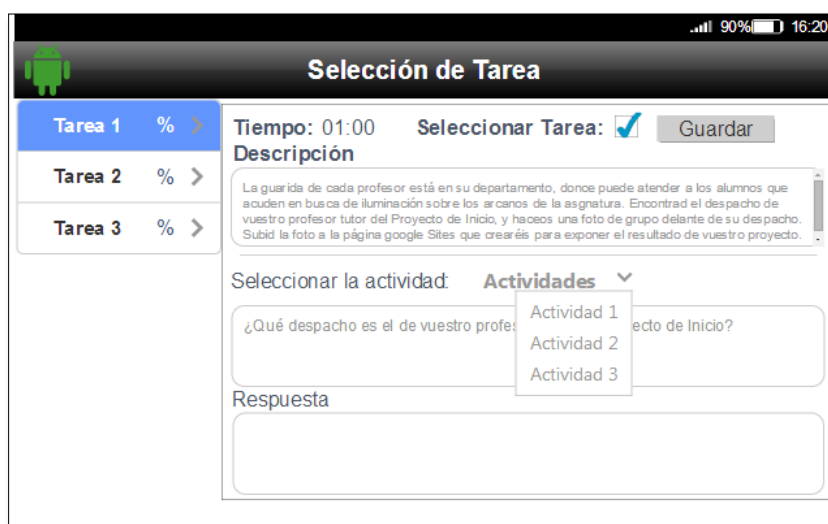 90% 16:20
Selección de Tarea
Tarea 1 %
Tarea 2 %
Tarea 3 %
Tiempo: 01:00 Seleccionar Tarea: Guardar
Descripción
La guarida de cada profesor está en su departamento, donce puede atender a los alumnos que
acuden en busca de iluminación sobre los arcanos de la asgnatura. Encontrad el despacho de
vuestro profesor tutor del Proyecto de Inicio, y haceos una foto de grupo delante de su despacho.
Subid la foto a la página google Sites que crearéis para exponer el resultado de vuestro proyecto.
Seleccionar la actividad: Actividades
Actividad 1
Actividad 2
Actividad 3
¿Qué despacho es el de vuestro profe ecto de Inicio?
Respuesta